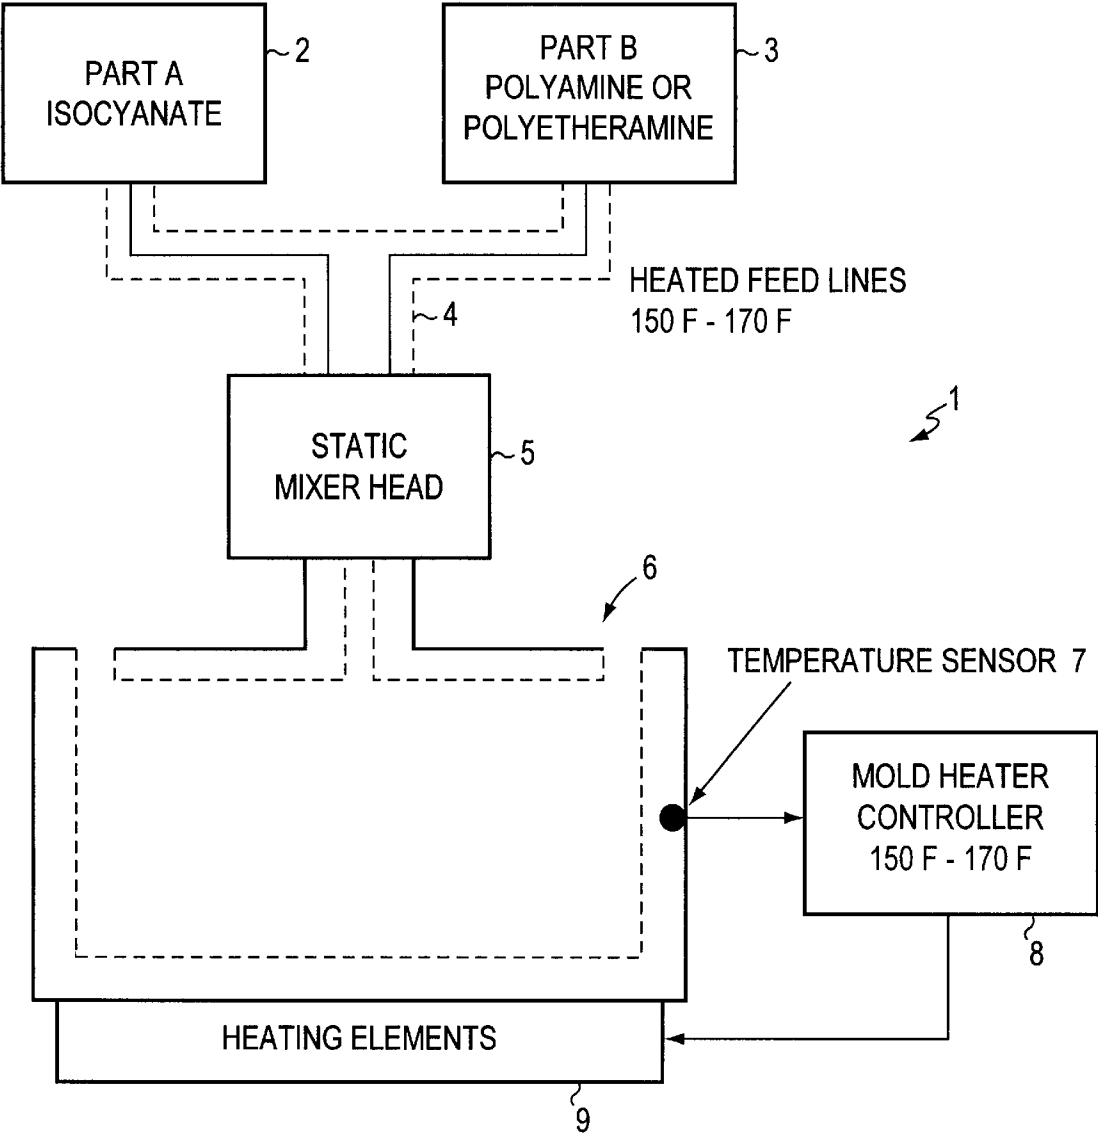 PART A
ISOCYANATE
2
PART B
POLYAMINE OR
POLYETHERAMINE
3
HEATED FEED LINES
150 F - 170 F
4
1
STATIC
MIXER HEAD
5
6
TEMPERATURE SENSOR 7
MOLD HEATER
CONTROLLER
150 F - 170 F
8
HEATING ELEMENTS
9